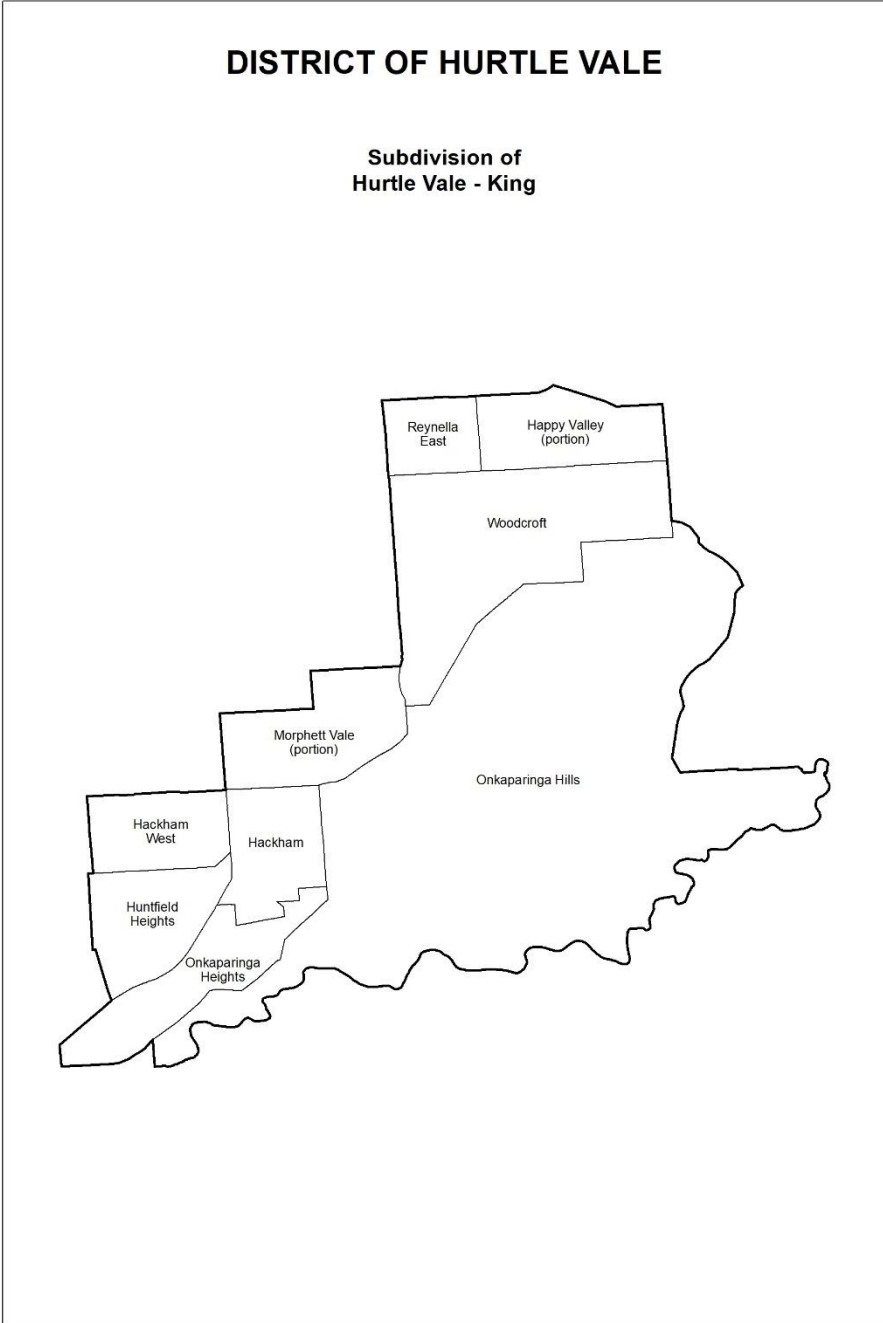 DISTRICT OF HURTLE VALE
Subdivision of
Hurtle Vale - King
Reynella
East
Happy Valley
(portion)
Woodcroft
Morphett Vale
(portion)
Onkaparinga Hills
Hackham
West
Hackham
Huntfield
Heights
Onkaparinga
Heights